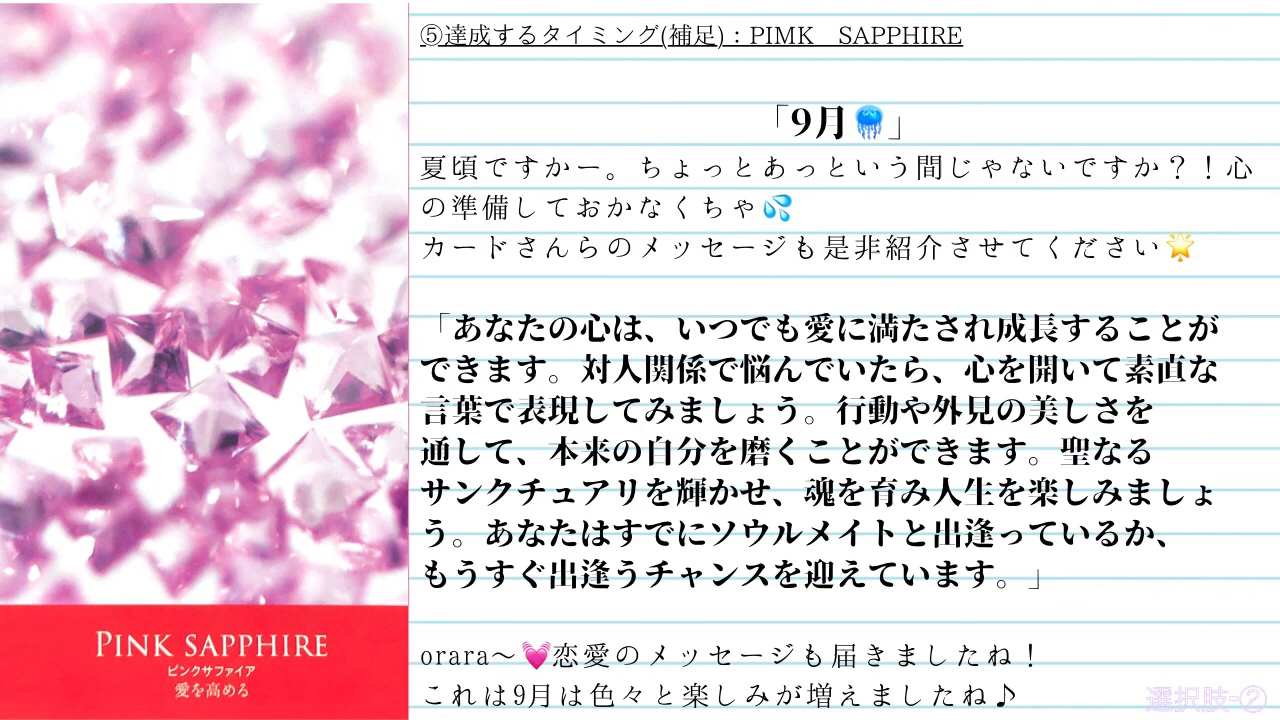 ⑤達成するタイミング(補足)：PIMK　SAPPHIRE
「9月🪼」
夏頃ですかー。ちょっとあっという間じゃないですか？！心
の準備しておかなくちゃ💦
カードさんらのメッセージも是非紹介させてください🌟
「あなたの心は、いつでも愛に満たされ成長することが
できます。対人関係で悩んでいたら、心を開いて素直な
言葉で表現してみましょう。行動や外見の美しさを
通して、本来の自分を磨くことができます。聖なる
サンクチュアリを輝かせ、魂を育み人生を楽しみましょ
う。あなたはすでにソウルメイトと出逢っているか、
もうすぐ出逢うチャンスを迎えています。」
orara〜💓恋愛のメッセージも届きましたね！
これは9月は色々と楽しみが増えましたね♪
PINK SAPPHIRE
ピンクサファイア
愛を高める
選択肢-②